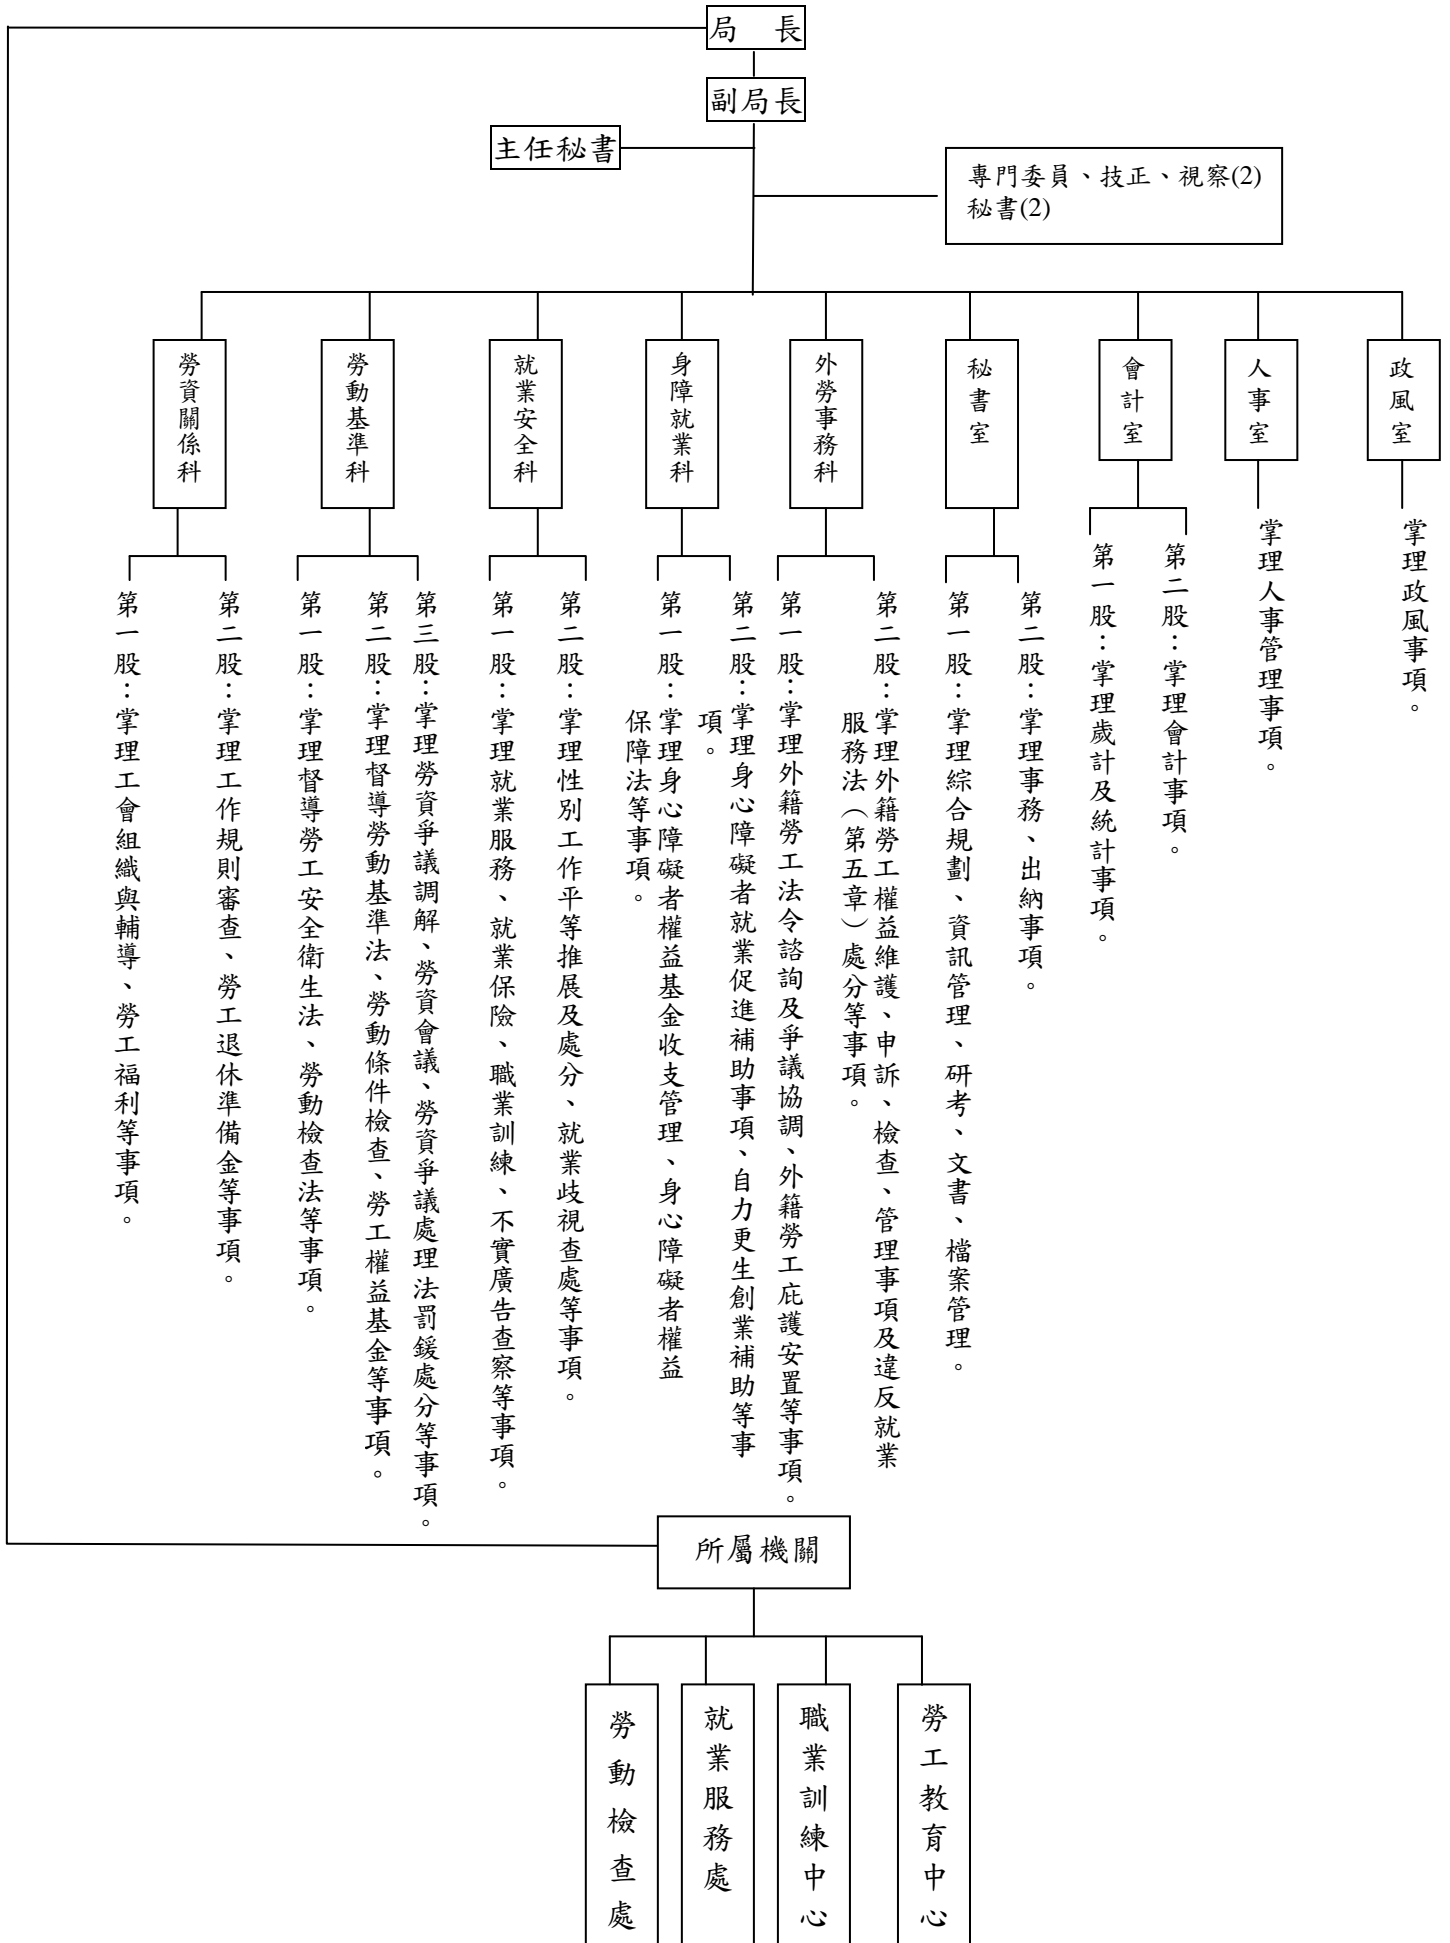 局　長
副局長
主任秘書
專門委員、技正、視察(2)
秘書(2)
勞資關係科
勞動基準科
就業安全科
身障就業科
外勞事務科
秘書室
會計室
人事室
政風室
第一股：掌理工會組織與輔導、勞工福利等事項。
第二股：掌理工作規則審查、勞工退休準備金等事項。
第一股：掌理督導勞工安全衛生法、勞動檢查法等事項。
第二股：掌理督導勞動基準法、勞動條件檢查、勞工權益基金等事項。
第三股：掌理勞資爭議調解、勞資會議、勞資爭議處理法罰鍰處分等事項。
第一股：掌理就業服務、就業保險、職業訓練、不實廣告查察等事項。
第二股：掌理性別工作平等推展及處分、就業歧視查處等事項。
第一股：掌理身心障礙者權益基金收支管理、身心障礙者權益
保障法等事項。
第二股：掌理身心障礙者就業促進補助事項、自力更生創業補助等事
項。
第一股：掌理外籍勞工法令諮詢及爭議協調、外籍勞工庇護安置等事項。
第二股：掌理外籍勞工權益維護、申訴、檢查、管理事項及違反就業
服務法（第五章）處分等事項。
第一股：掌理綜合規劃、資訊管理、研考、文書、檔案管理。
第二股：掌理事務、出納事項。
第一股：掌理歲計及統計事項。
第二股：掌理會計事項。
掌理人事管理事項。
掌理政風事項。
所屬機關
勞動檢查處
就業服務處
職業訓練中心
勞工教育中心